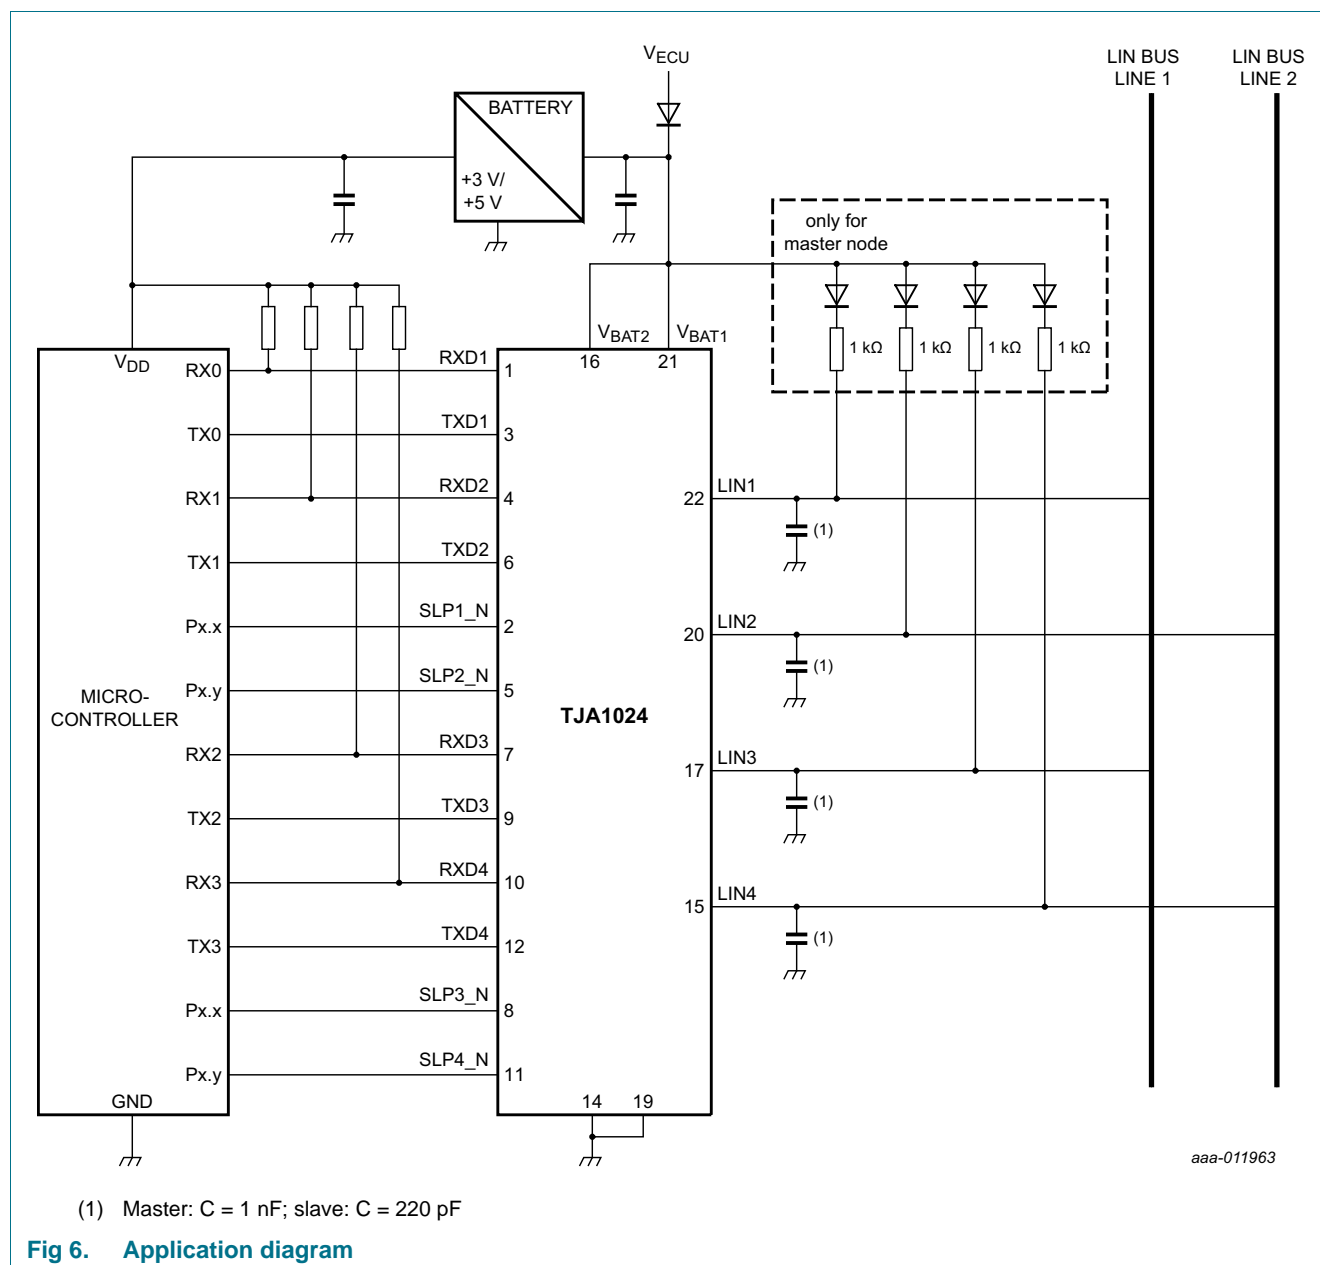 VECU
LIN BUS
LINE 1
LIN BUS
LINE 2
BATTERY
+3 V/
+5 V
only for
master node
VDD
VBAT2
VBAT1
16
21
1 kΩ
1 kΩ
1 kΩ
1 kΩ
RX0
RXD1
1
TX0
TXD1
3
RX1
RXD2
4
22
LIN1
(1)
TX1
TXD2
6
Px.x
SLP1_N
2
20
LIN2
(1)
Px.y
SLP2_N
5
MICRO-
CONTROLLER
TJA1024
RX2
RXD3
7
17
LIN3
(1)
TX2
TXD3
9
RX3
RXD4
10
15
LIN4
(1)
TX3
TXD4
12
Px.x
SLP3_N
8
Px.y
SLP4_N
11
GND
14
19
aaa-011963
(1) Master: C = 1 nF; slave: C = 220 pF
Fig 6. Application diagram